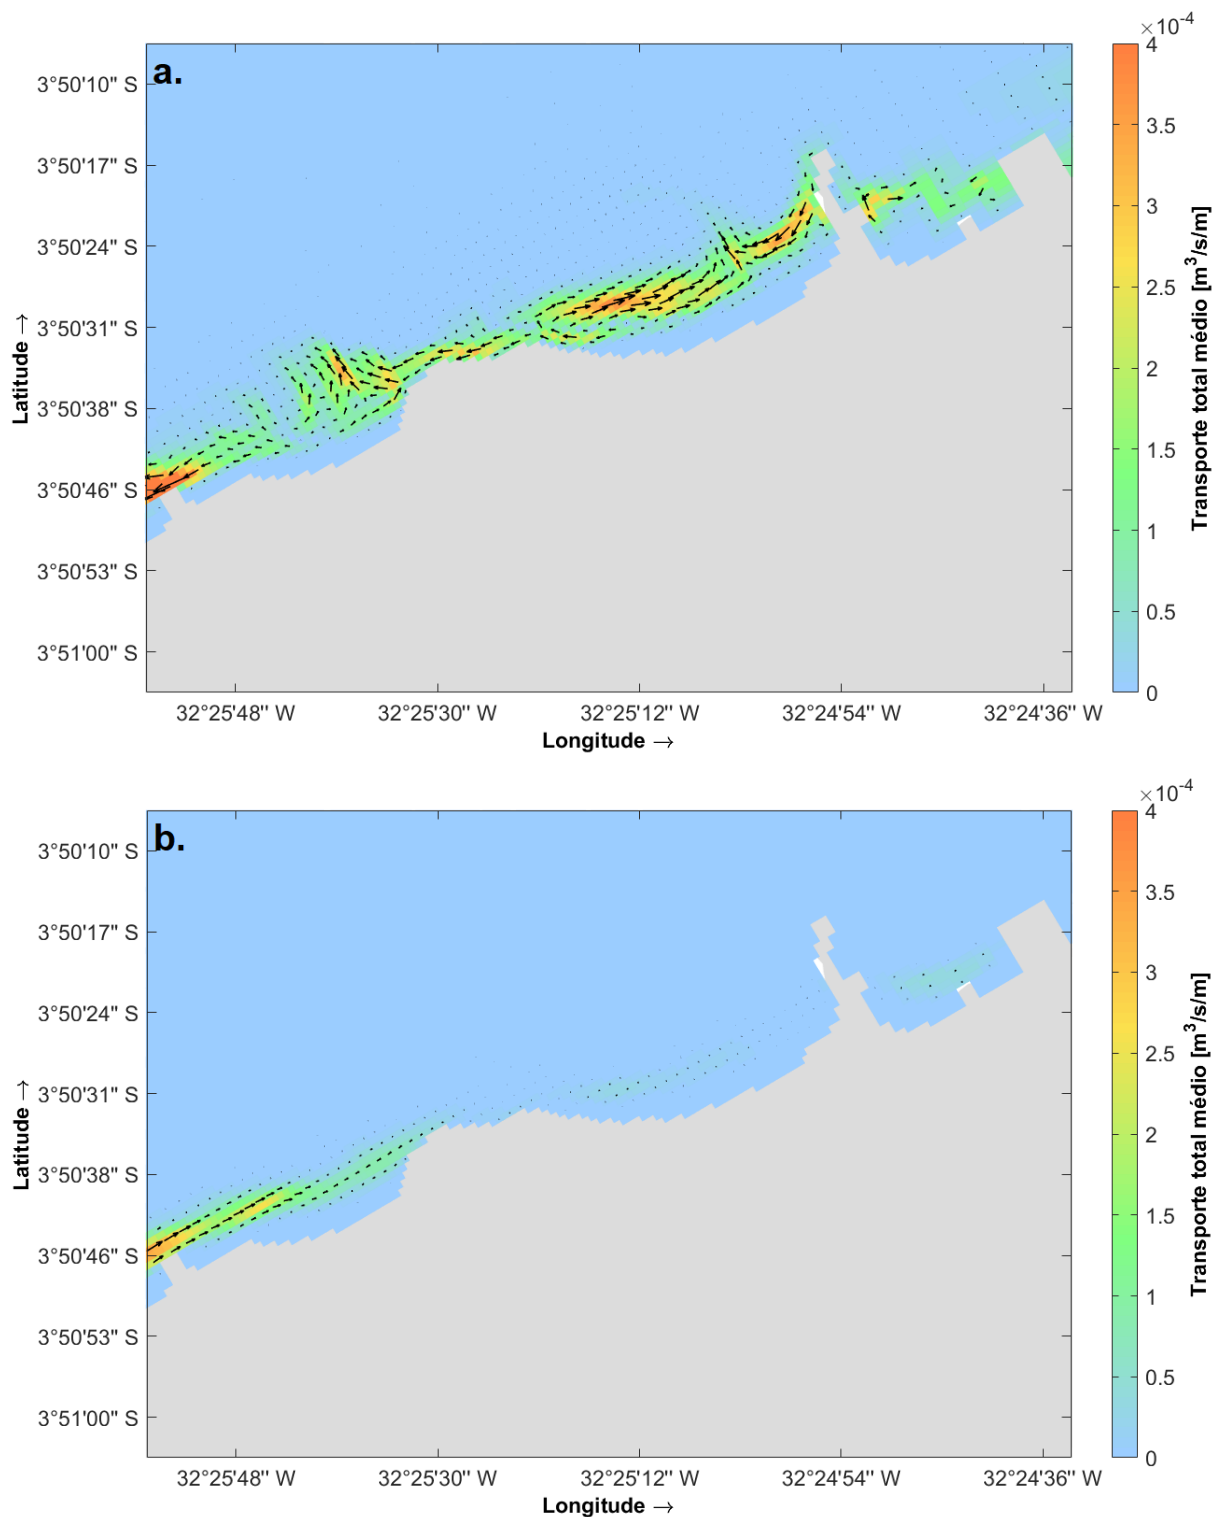 ×10-4
a.
3°50'10" S
3°50'17" S
3°50'24" S
3°50'31" S
3°50'38" S
3°50'46" S
3°50'53" S
3°51'00" S
Latitude →
32°25'48" W
32°25'30" W
32°25'12" W
32°24'54" W
32°24'36" W
Longitude →
4
3.5
3
2.5
2
1.5
1
0.5
0
Transporte total médio [m3/s/m]
×10-4
b.
3°50'10" S
3°50'17" S
3°50'24" S
3°50'31" S
3°50'38" S
3°50'46" S
3°50'53" S
3°51'00" S
Latitude →
32°25'48" W
32°25'30" W
32°25'12" W
32°24'54" W
32°24'36" W
Longitude →
4
3.5
3
2.5
2
1.5
1
0.5
0
Transporte total médio [m3/s/m]